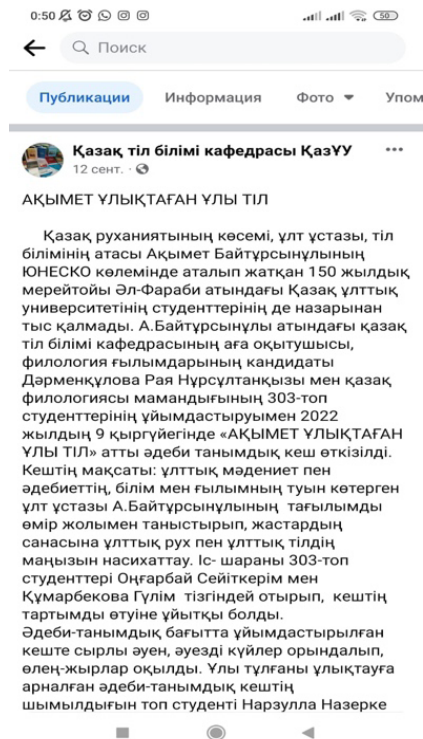 0:50
50
Поиск
Публикации Информация Фото Упом
Қазақ тіл білімі кафедрасы ҚазҰУ
12 сент. ·
АҚЫМЕТ ҰЛЫҚТАҒАН ҰЛЫ ТІЛ
Қазақ руханиятының көсемі, ұлт ұстазы, тіл
білімінің атасы Ақымет Байтұрсынұлының
ЮНЕСКО көлемінде аталып жатқан 150 жылдық
мерейтойы Әл-Фараби атындағы Қазақ ұлттық
университетінің студенттерінің де назарынан
тыс қалмады. А.Байтұрсынұлы атындағы қазақ
тіл білімі кафедрасының аға оқытушысы,
филология ғылымдарының кандидаты
Дәрменқұлова Рая Нұрсұлтанқызы мен қазақ
филологиясы мамандығының 303-топ
студенттерінің ұйымдастыруымен 2022
жылдың 9 қыргүйегінде «АҚЫМЕТ ҰЛЫҚТАҒАН
ҰЛЫ ТІЛ» атты әдеби танымдық кеш өткізілді.
Кештің мақсаты: ұлттық мәдениет пен
әдебиеттің, білім мен ғылымның туын көтерген
ұлт ұстазы А.Байтұрсынұлының  тағылымды
өмір жолымен таныстырып, жастардың
санасына ұлттық рух пен ұлттық тілдің
маңызын насихаттау. Іс- шараны 303-топ
студенттері Оңғарбай Сейіткерім мен
Құмарбекова Гүлім  тізгіндей отырып,  кештің
тартымды өтуіне ұйытқы болды.
Әдеби-танымдық бағытта ұйымдастырылған
кеште сырлы әуен, әуезді күйлер орындалып,
өлең-жырлар оқылды. Ұлы тұлғаны ұлықтауға
арналған әдеби-танымдық кештің
шымылдығын топ студенті Нарзулла Назерке